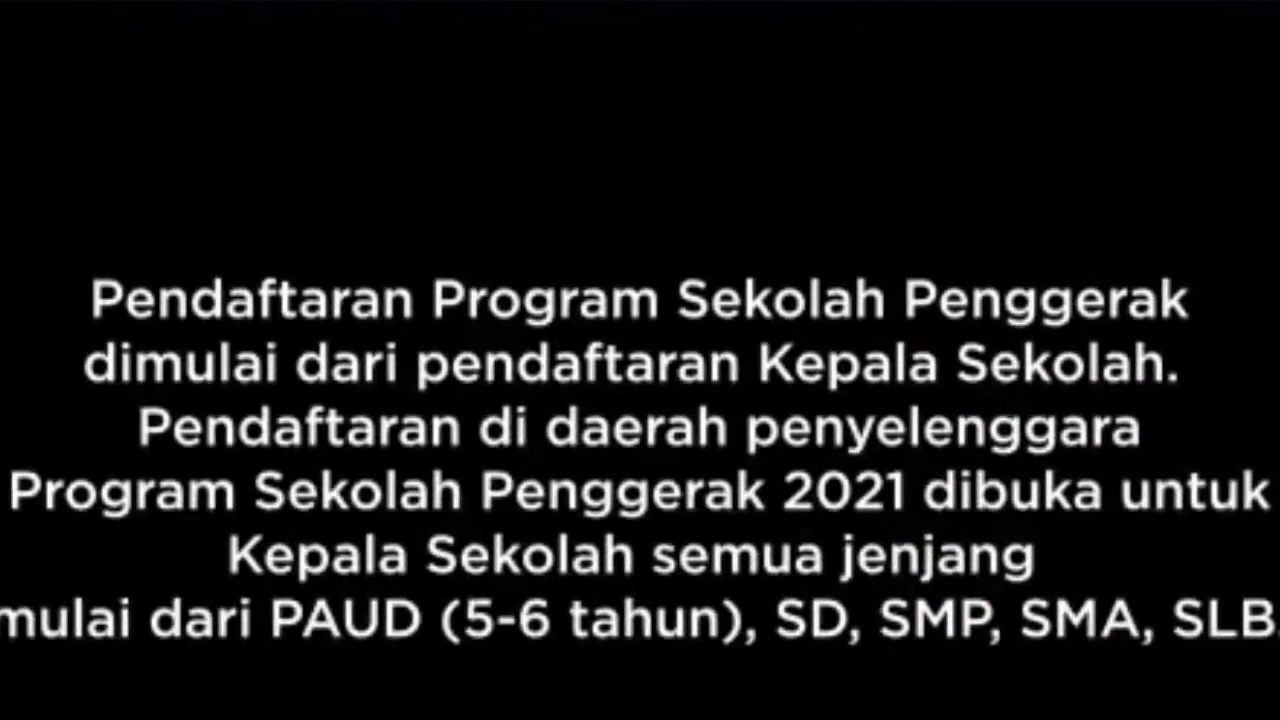 Pendaftaran Program Sekolah Penggerak
dimulai dari pendaftaran Kepala Sekolah.
Pendaftaran di daerah penyelenggara
Program Sekolah Penggerak 2021 dibuka untuk
Kepala Sekolah semua jenjang
mulai dari PAUD (5-6 tahun), SD, SMP, SMA, SLB.